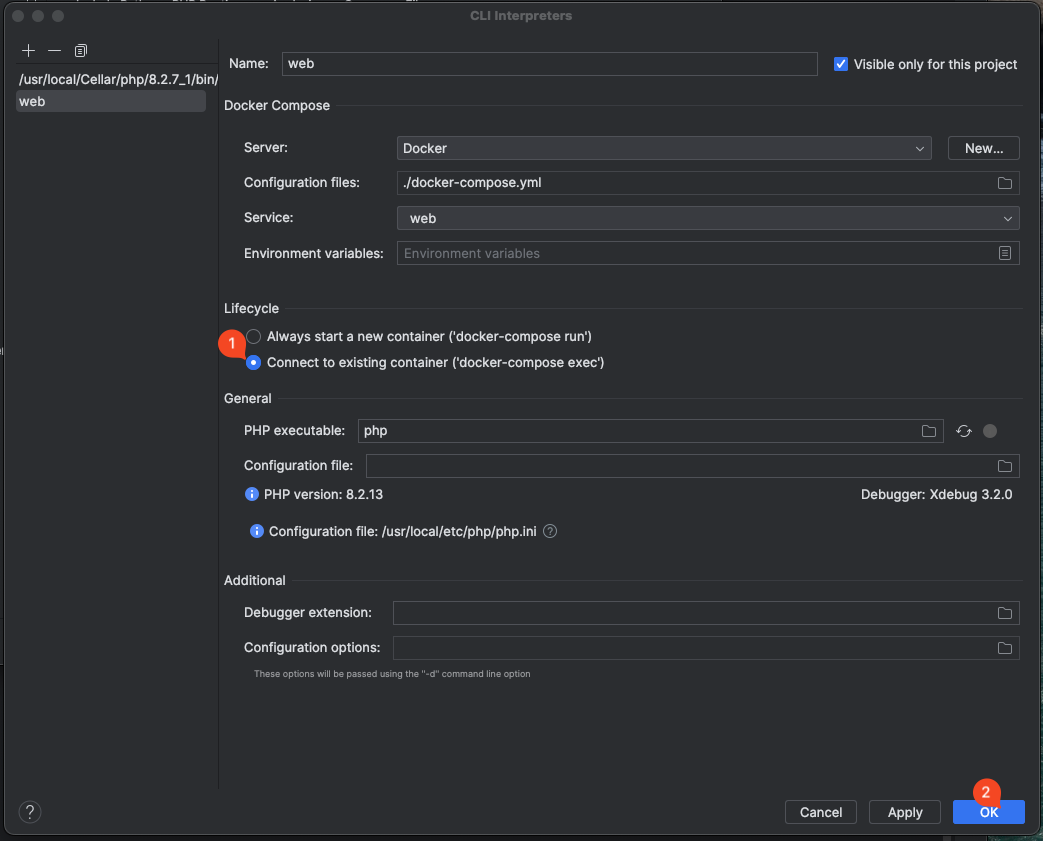 CLI Interpreters
/usr/local/Cellar/php/8.2.7_1/bin/
web
Name: web Visible only for this project
Docker Compose
Server: Docker New...
Configuration files: ./docker-compose.yml
Service: web
Environment variables: Environment variables
Lifecycle
Always start a new container ('docker-compose run')
1
Connect to existing container ('docker-compose exec')
General
PHP executable: php
Configuration file:
PHP version: 8.2.13 Debugger: Xdebug 3.2.0
Configuration file: /usr/local/etc/php/php.ini ?
Additional
Debugger extension:
Configuration options:
These options will be passed using the "-d" command line option
2
? Cancel Apply OK